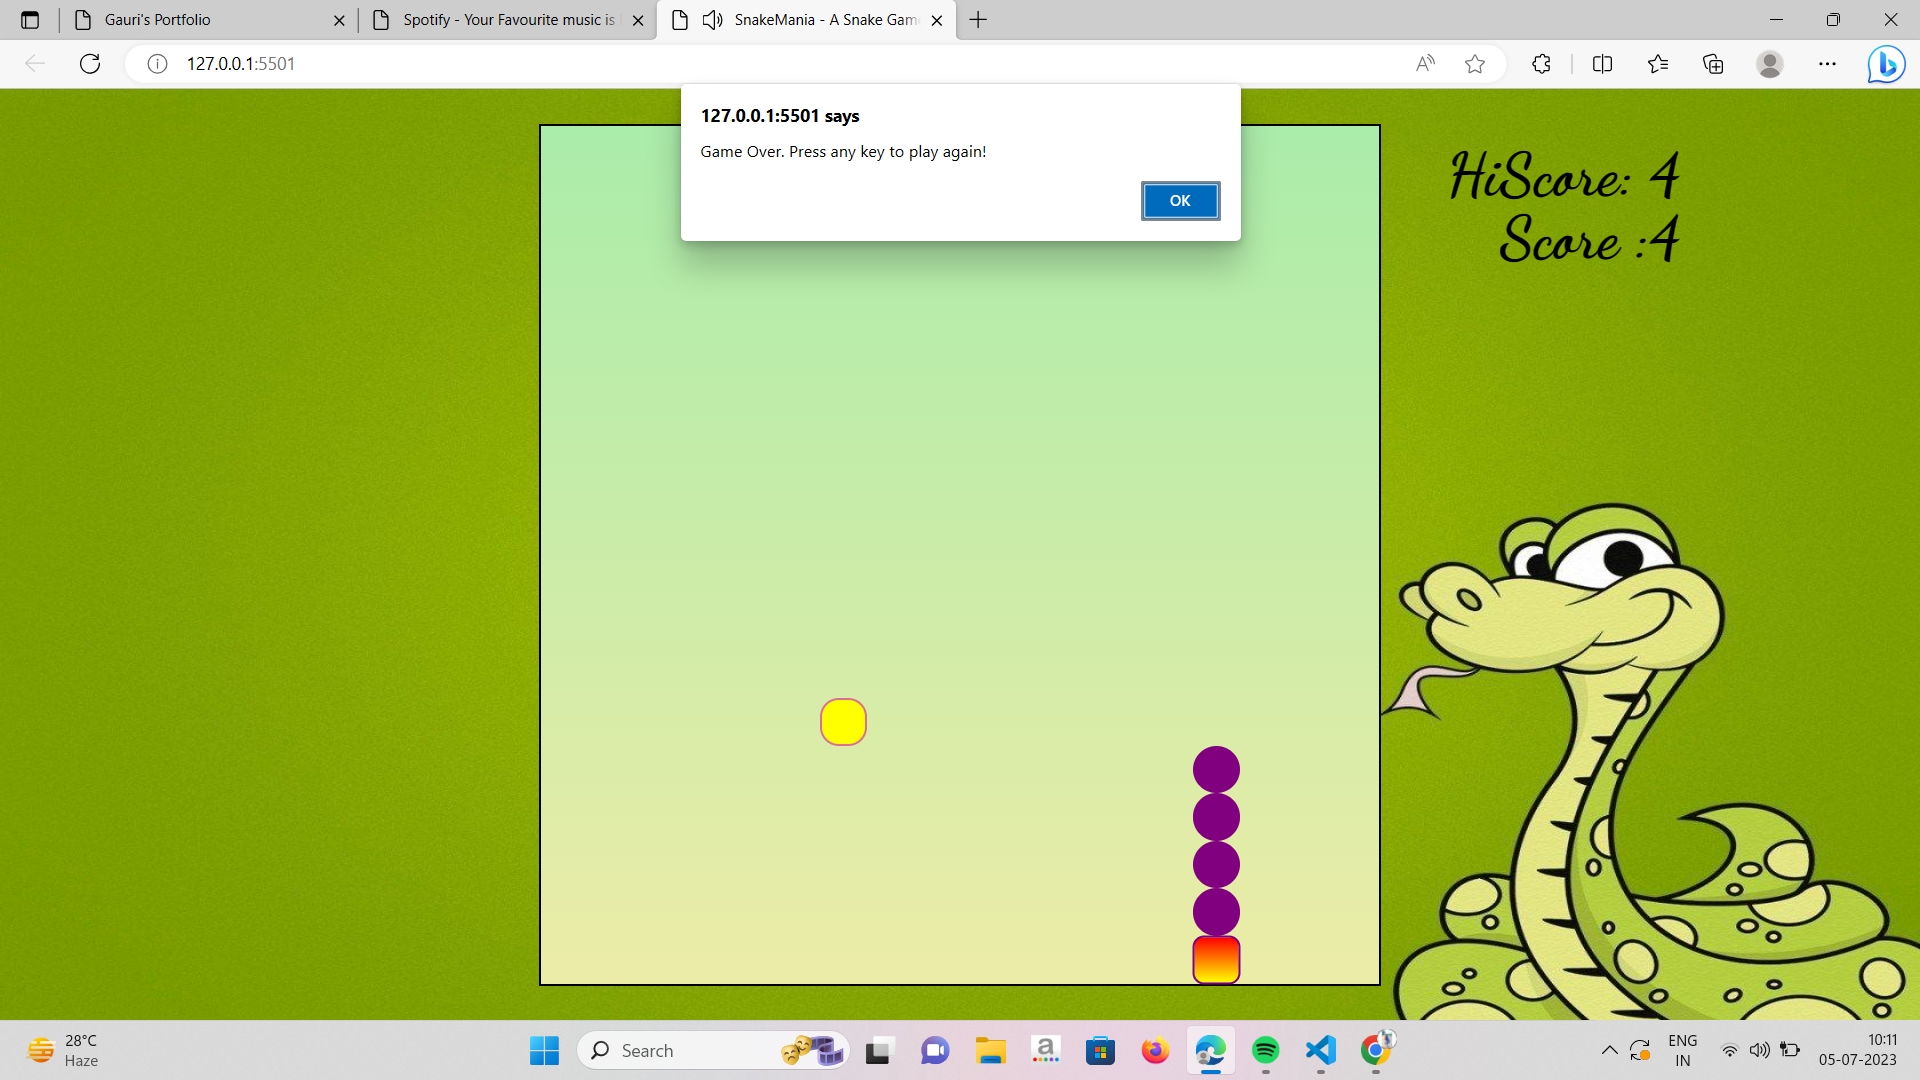 Gauri's Portfolio
Spotify - Your Favourite music is
SnakeMania - A Snake Gam
127.0.0.1:5501
127.0.0.1:5501 says
Game Over. Press any key to play again!
OK
HiScore: 4
Score :4
28°C
Haze
Search
a
ENG
IN
10:11
05-07-2023